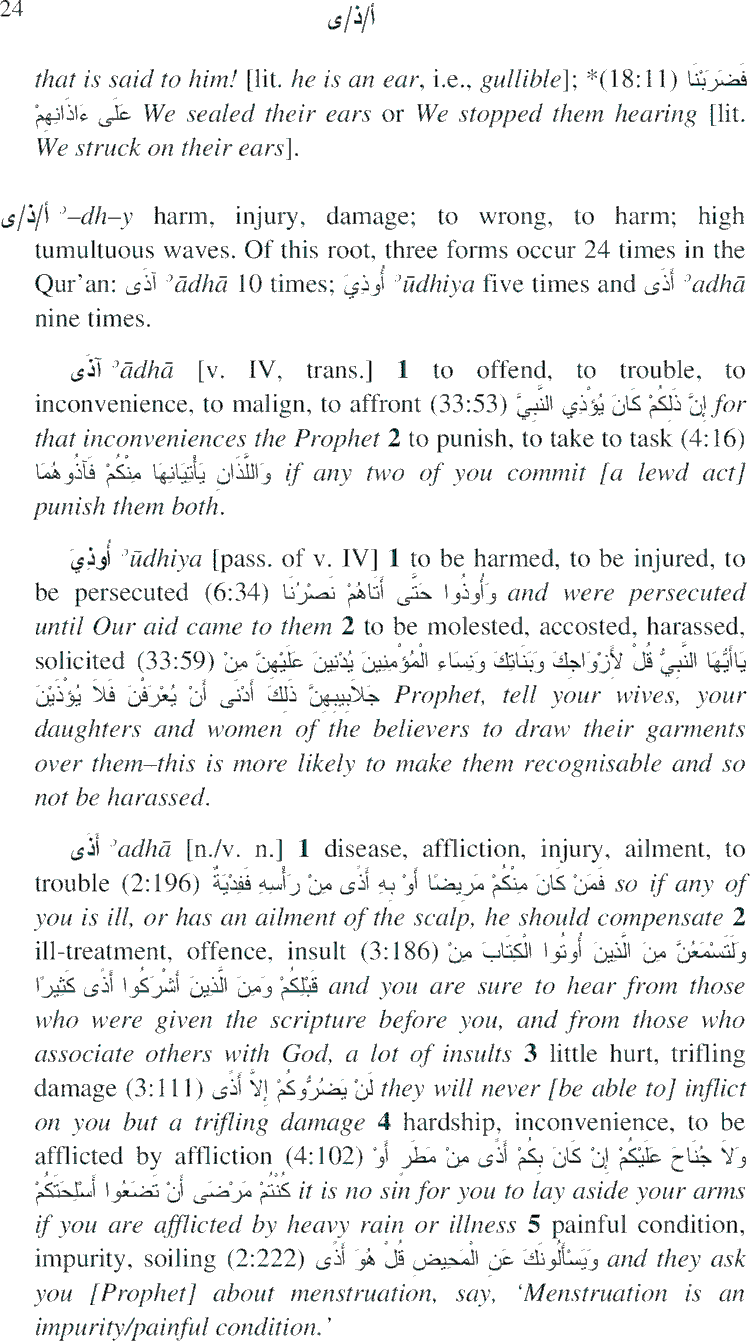 24
أ/ذ/ى
that is said to him! [lit. he is an ear, i.e., gullible]; *(18:11) فَضَرَبْنَا
عَلَى ءَاذَانِهِمْ We sealed their ears or We stopped them hearing [lit.
We struck on their ears].
أ/ذ/ى ʾ–dh–y harm, injury, damage; to wrong, to harm; high
tumultuous waves. Of this root, three forms occur 24 times in the
Qur'an: آذَى ʾādhā 10 times; أُوذِيَ ʾūdhiya five times and أَذَى ʾadhā
nine times.
آذَى ʾādhā [v. IV, trans.] 1 to offend, to trouble, to
inconvenience, to malign, to affront (33:53) إِنَّ ذَلِكُمْ كَانَ يُؤْذِي النَّبِيَّ for
that inconveniences the Prophet 2 to punish, to take to task (4:16)
وَاللَّذَانِ يَأْتِيَانِهَا مِنْكُمْ فَآذُوهُمَا if any two of you commit [a lewd act]
punish them both.
أُوذِيَ ʾūdhiya [pass. of v. IV] 1 to be harmed, to be injured, to
be persecuted (6:34) وَأُوذُوا حَتَّى أَتَاهُمْ نَصْرُنَا and were persecuted
until Our aid came to them 2 to be molested, accosted, harassed,
solicited (33:59) يَاأَيُّهَا النَّبِيُّ قُلْ لأَزْوَاجِكَ وَبَنَاتِكَ وَنِسَاءِ الْمُؤْمِنِينَ يُدْنِينَ عَلَيْهِنَّ مِنْ
جَلاَبِيبِهِنَّ ذَلِكَ أَدْنَى أَنْ يُعْرَفْنَ فَلاَ يُؤْذَيْنَ Prophet, tell your wives, your
daughters and women of the believers to draw their garments
over them–this is more likely to make them recognisable and so
not be harassed.
أَذًى ʾadhā [n./v. n.] 1 disease, affliction, injury, ailment, to
trouble (2:196) فَمَنْ كَانَ مِنْكُمْ مَرِيضًا أَوْ بِهِ أَذًى مِنْ رَأْسِهِ فَفِدْيَةٌ so if any of
you is ill, or has an ailment of the scalp, he should compensate 2
ill-treatment, offence, insult (3:186) وَلَتَسْمَعُنَّ مِنَ الَّذِينَ أُوتُوا الْكِتَابَ مِنْ
قَبْلِكُمْ وَمِنَ الَّذِينَ أَشْرَكُوا أَذًى كَثِيرًا and you are sure to hear from those
who were given the scripture before you, and from those who
associate others with God, a lot of insults 3 little hurt, trifling
damage (3:111) لَنْ يَضُرُّوكُمْ إِلاَّ أَذًى they will never [be able to] inflict
on you but a trifling damage 4 hardship, inconvenience, to be
afflicted by affliction (4:102) وَلاَ جُنَاحَ عَلَيْكُمْ إِنْ كَانَ بِكُمْ أَذًى مِنْ مَطَرٍ أَوْ
كُنْتُمْ مَرْضَى أَنْ تَضَعُوا أَسْلِحَتَكُمْ it is no sin for you to lay aside your arms
if you are afflicted by heavy rain or illness 5 painful condition,
impurity, soiling (2:222) وَيَسْأَلُونَكَ عَنِ الْمَحِيضِ قُلْ هُوَ أَذًى and they ask
you [Prophet] about menstruation, say, ‘Menstruation is an
impurity/painful condition.’